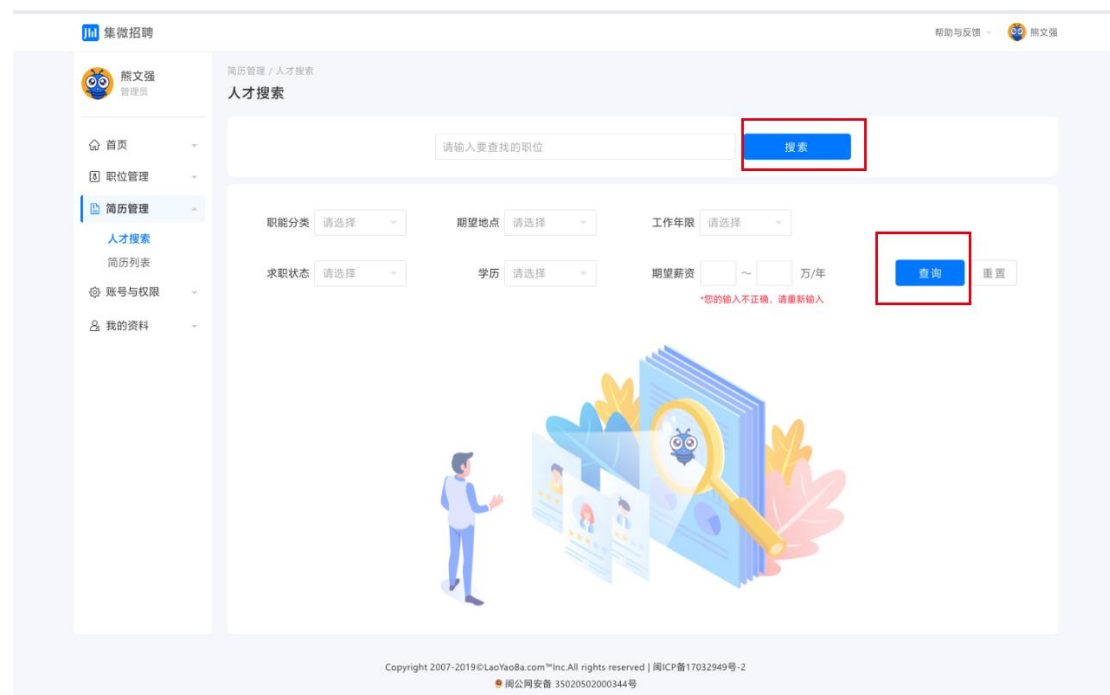 集微招聘
帮助与反馈
熊文强
熊文强
管理员
首页
职位管理
简历管理
人才搜索
简历列表
账号与权限
我的资料
简历管理 / 人才搜索
人才搜索
请输入要查找的职位
搜索
职能分类 请选择
期望地点 请选择
工作年限 请选择
求职状态 请选择
学历 请选择
期望薪资 ~ 万/年
查询
重置
*您的输入不正确，请重新输入
Copyright 2007-2019©LaoYaoBa.com™Inc.All rights reserved | 闽ICP备17032949号-2
闽公网安备 35020502000344号